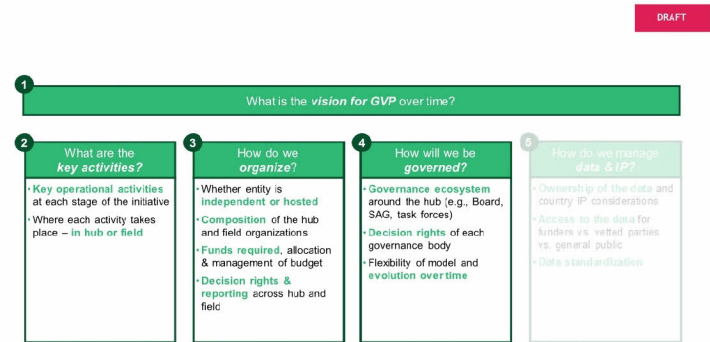 DRAFT
1
What is the vision for GVP over time?
2
What are the
key activities?
• Key operational activities
at each stage of the initiative
• Where each activity takes
place – in hub or field
3
How do we
organize?
• Whether entity is
independent or hosted
• Composition of the hub
and field organizations
• Funds required, allocation
& management of budget
• Decision rights &
reporting across hub and
field
4
How will we be
governed?
• Governance ecosystem
around the hub (e.g., Board,
SAG, task forces)
• Decision rights of each
governance body
• Flexibility of model and
evolution over time
5
How do we manage
data & IP?
• Ownership of the data and
country IP considerations
• Access to the data for
funders vs. vetted parties
vs. general public
• Data standardization